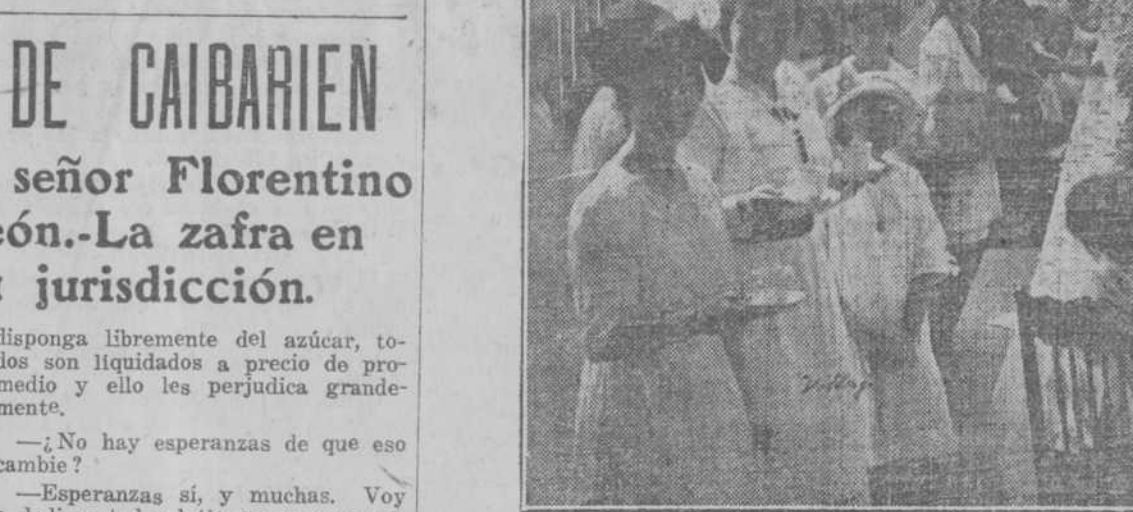 DE CAIBARIEN
señor Florentino
eón.-La zafra en
jurisdicción.
disponga libremente del azúcar, to-
dos son liquidados a precio de pro-
medio y ello les perjudica grande-
mente.
—¿No hay esperanzas de que eso
cambie?
—Esperanzas sí, y muchas. Voy